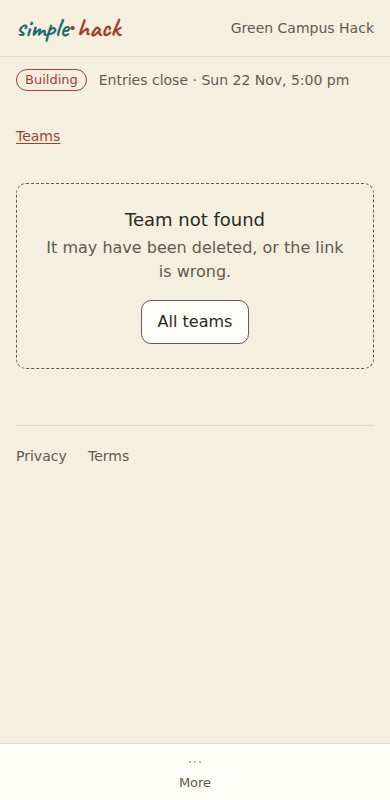 simple·hack
Green Campus Hack
Building
Entries close · Sun 22 Nov, 5:00 pm
Teams
Team not found
It may have been deleted, or the link
is wrong.
All teams
Privacy
Terms
...
More